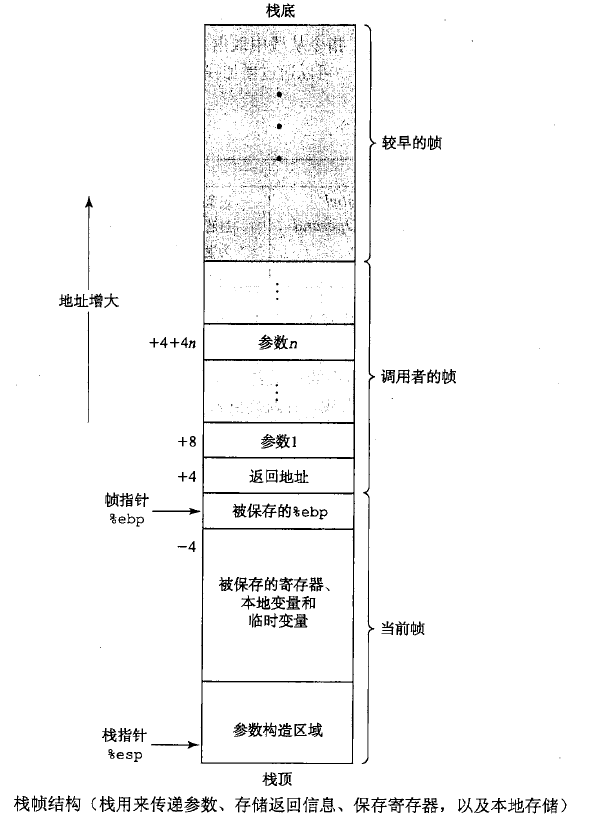 栈底
较早的帧
地址增大
+4+4n
参数n
调用者的帧
+8
参数1
+4
返回地址
帧指针
%ebp
被保存的%ebp
-4
被保存的寄存器、
本地变量和
临时变量
当前帧
栈指针
%esp
参数构造区域
栈顶
栈帧结构（栈用来传递参数、存储返回信息、保存寄存器，以及本地存储）